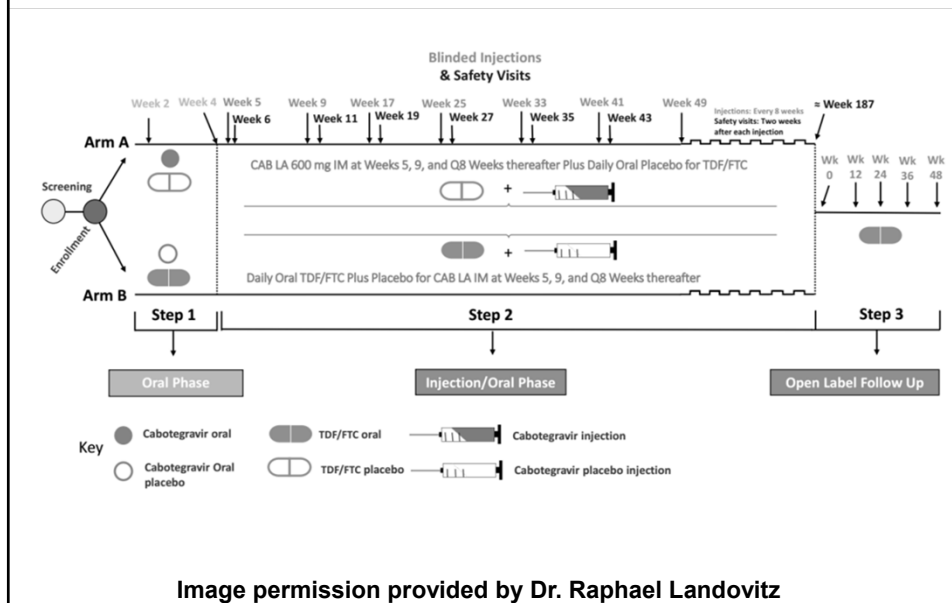 Blinded Injections
& Safety Visits
Week 2
Week 4
Week 5
Week 6
Week 9
Week 11
Week 17
Week 19
Week 25
Week 27
Week 33
Week 35
Week 41
Week 43
Week 49
Injections: Every 8 weeks
Safety visits: Two weeks
after each injection
≈ Week 187
Arm A
CAB LA 600 mg IM at Weeks 5, 9, and Q8 Weeks thereafter Plus Daily Oral Placebo for TDF/FTC
Wk
0
Wk
12
Wk
24
Wk
36
Wk
48
Screening
+
Enrollment
+
Daily Oral TDF/FTC Plus Placebo for CAB LA IM at Weeks 5, 9, and Q8 Weeks thereafter
Arm B
Step 1
Step 2
Step 3
Oral Phase
Injection/Oral Phase
Open Label Follow Up
Key
Cabotegravir oral
TDF/FTC oral
Cabotegravir injection
Cabotegravir Oral
placebo
TDF/FTC placebo
Cabotegravir placebo injection
Image permission provided by Dr. Raphael Landovitz